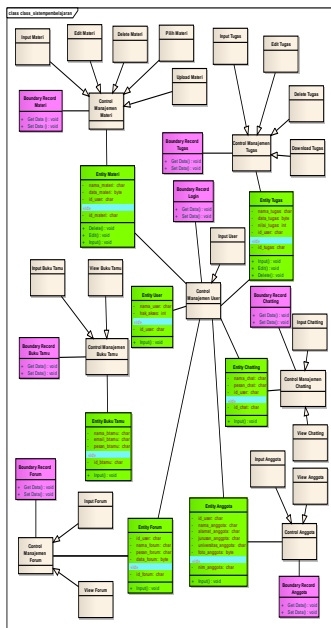 class class_sistempembelajaran
Input Materi
Edit Materi
Delete Materi
Pilih Materi
Upload Materi
Input Tugas
Edit Tugas
Delete Tugas
Download Tugas
Boundary Record
Materi
+ Get Data() : void
+ Set Data() : void
Control
Manajemen
Materi
Boundary Record
Tugas
+ Get Data() : void
+ Set Data() : void
Control Manajemen
Tugas
Entity Materi
- nama_materi: char
- data_materi: byte
- id_user: char
- id_materi: char
+ Delete() : void
+ Edit() : void
+ Input() : void
Boundary Record
Login
+ Get Data() : void
+ Set Data() : void
Entity Tugas
- nama_tugas: char
- data_tugas: byte
- nilai_tugas: int
- id_user: char
- id_tugas: char
+ Input() : void
+ Edit() : void
+ Delete() : void
Input User
Input Buku Tamu
View Buku Tamu
Entity User
- nama_user: char
- id_user: char
+ Input() : void
Control
Manajemen User
Boundary Record
Chatting
+ Get Data() : void
+ Set Data() : void
Input Chatting
Boundary Record
Buku Tamu
+ Get Data() : void
+ Set Data() : void
Control Manajemen
Buku Tamu
Entity Chatting
- nama_chat: char
- pesan_chat: char
- id_user: char
- id_chat: char
+ Input() : void
Control Manajemen
Chatting
View Chatting
Entity Buku Tamu
- nama_btamu: char
- email_btamu: char
- pesan_btamu: char
- id_btamu: char
+ Input() : void
Input Anggota
View Anggota
Boundary Record
Forum
+ Get Data() : void
+ Set Data() : void
Input Forum
Control
Manajemen
Forum
View Forum
Entity Forum
- id_user: char
- nama_forum: char
- pesan_forum: char
- data_forum: byte
- id_forum: char
+ Input() : void
Entity Anggota
- id_user: char
- nama_anggota: char
- alamat_anggota: char
- jurusan_anggota: char
- universitas_anggota: char
- foto_anggota: byte
- nim_anggota: char
+ Input() : void
Control Anggota
Boundary Record
Anggota
+ Get Data() : void
+ Set Data() : void